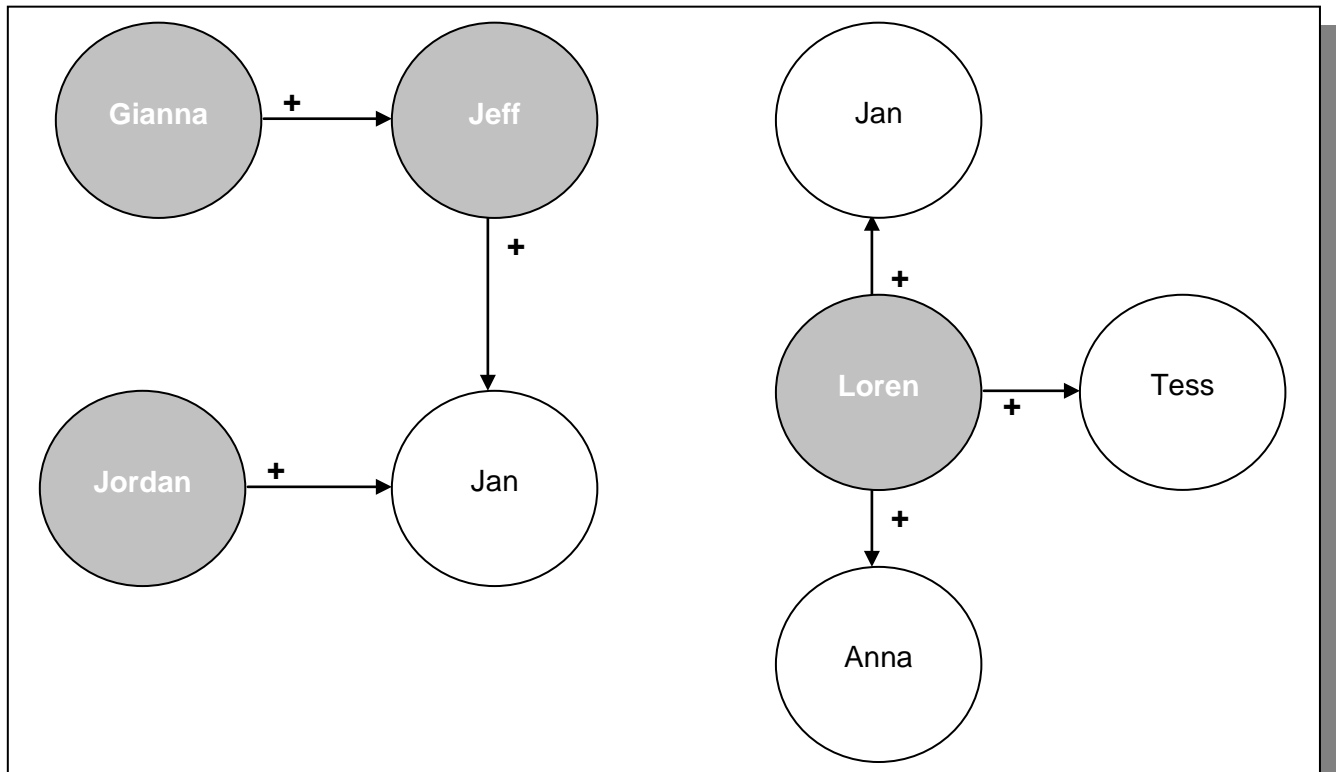 Gianna
+
Jeff
+
Jordan
+
Jan
Jan
+
Loren
+
Tess
+
Anna